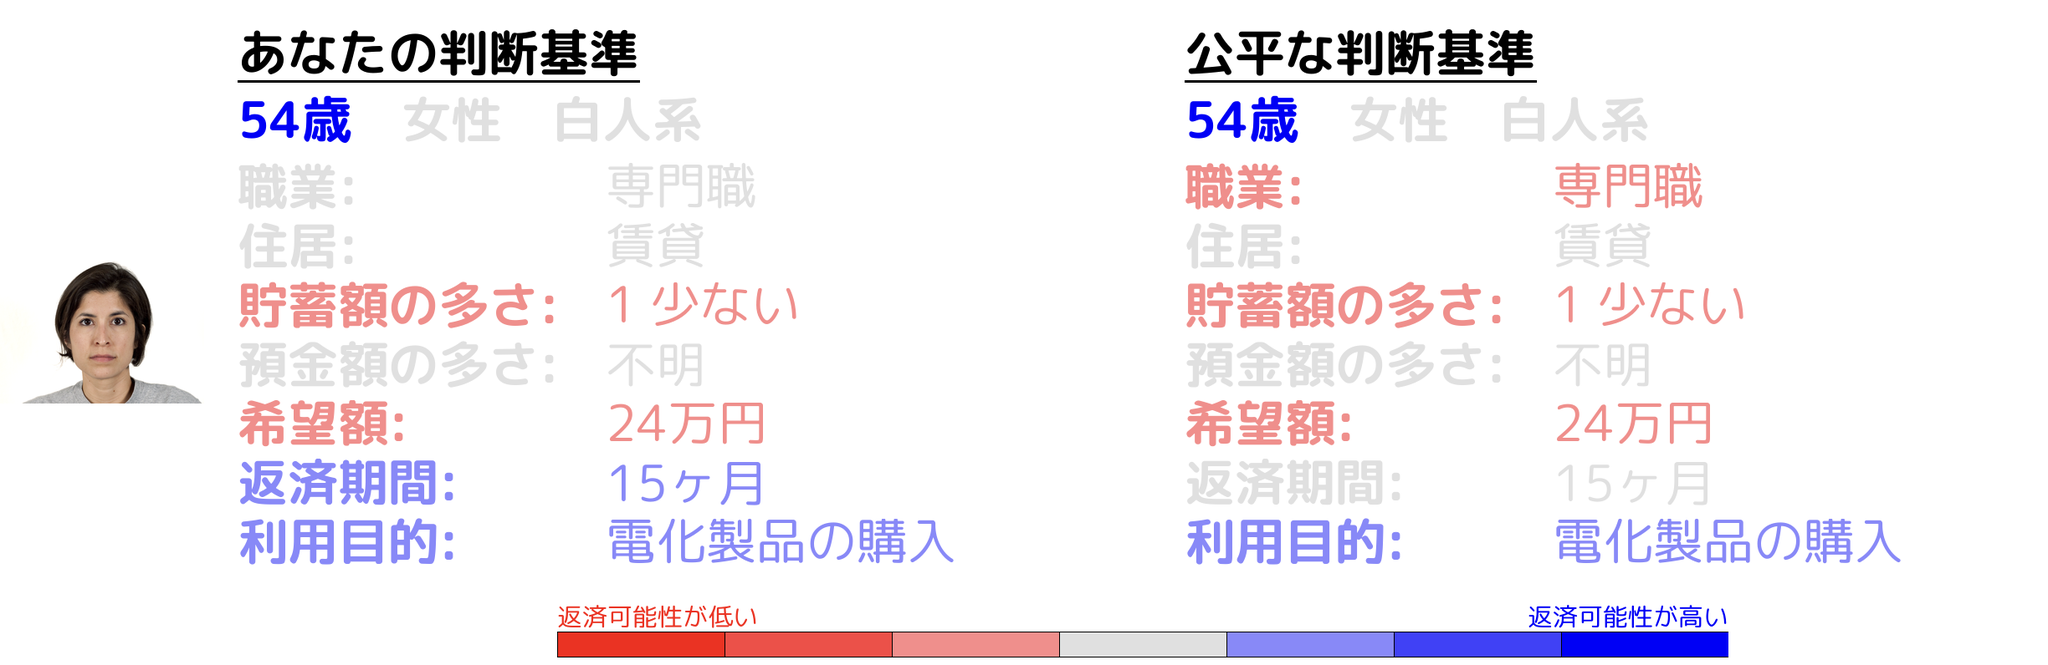 あなたの判断基準
54歳 女性 白人系
職業: 専門職
住居: 賃貸
貯蓄額の多さ: 1 少ない
預金額の多さ: 不明
希望額: 24万円
返済期間: 15ヶ月
利用目的: 電化製品の購入
公平な判断基準
54歳 女性 白人系
職業: 専門職
住居: 賃貸
貯蓄額の多さ: 1 少ない
預金額の多さ: 不明
希望額: 24万円
返済期間: 15ヶ月
利用目的: 電化製品の購入
返済可能性が低い
返済可能性が高い